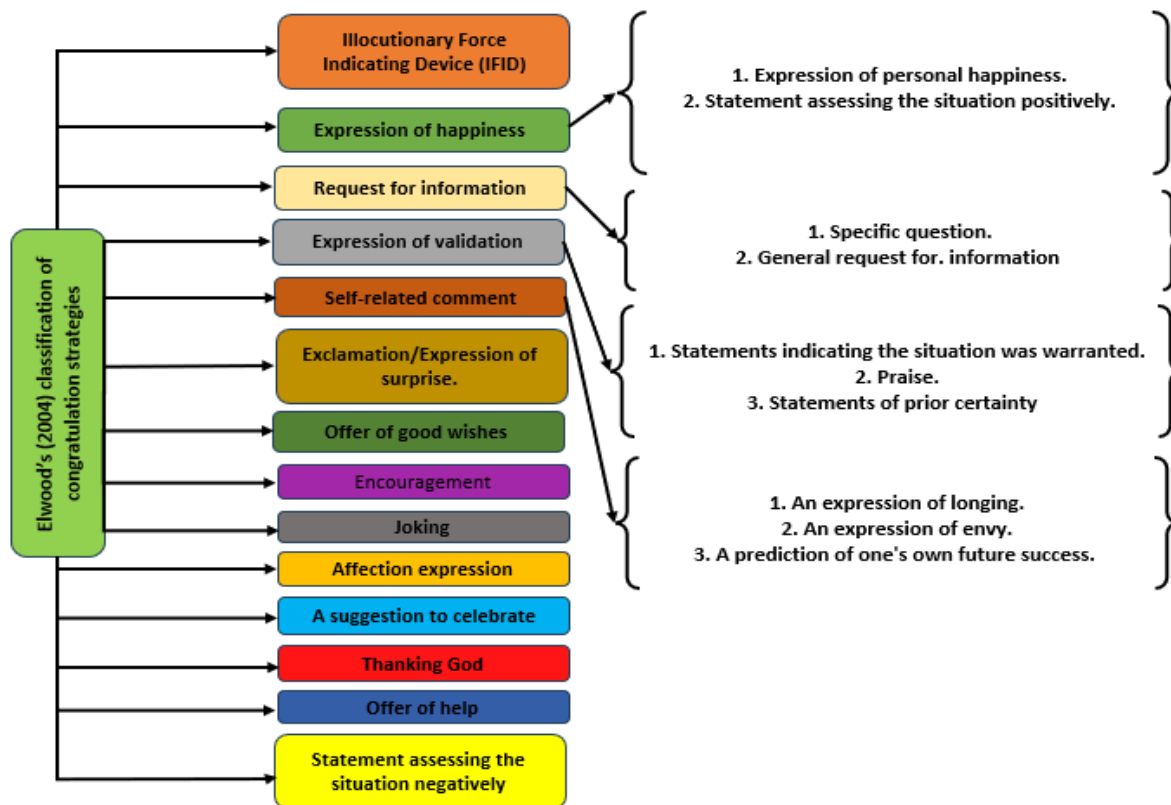 Elwood's (2004) classification of
congratulation strategies
Illocutionary Force
Indicating Device (IFID)
Expression of happiness
1. Expression of personal happiness.
2. Statement assessing the situation positively.
Request for information
1. Specific question.
2. General request for. information
Expression of validation
1. Statements indicating the situation was warranted.
2. Praise.
3. Statements of prior certainty
Self-related comment
1. An expression of longing.
2. An expression of envy.
3. A prediction of one's own future success.
Exclamation/Expression of
surprise.
Offer of good wishes
Encouragement
Joking
Affection expression
A suggestion to celebrate
Thanking God
Offer of help
Statement assessing the
situation negatively